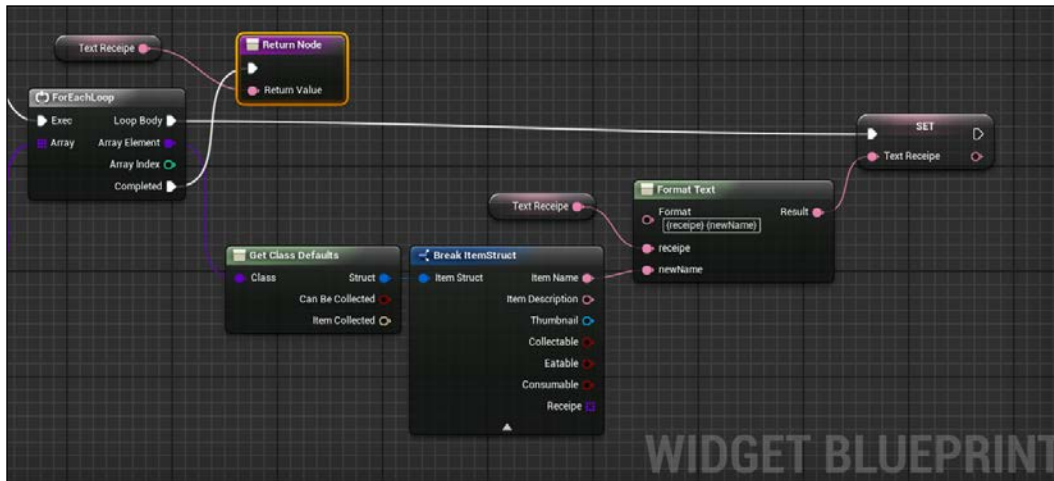 Text Receipe
Return Node
Return Value
ForEachLoop
Exec
Loop Body
Array
Array Element
Array Index
Completed
SET
Text Receipe
Text Receipe
Format Text
Format
Result
{receipe} {newName}
receipe
newName
Get Class Defaults
Class
Struct
Can Be Collected
Item Collected
Break ItemStruct
Item Struct
Item Name
Item Description
Thumbnail
Collectable
Eatable
Consumable
Receipe
WIDGET BLUEPRINT